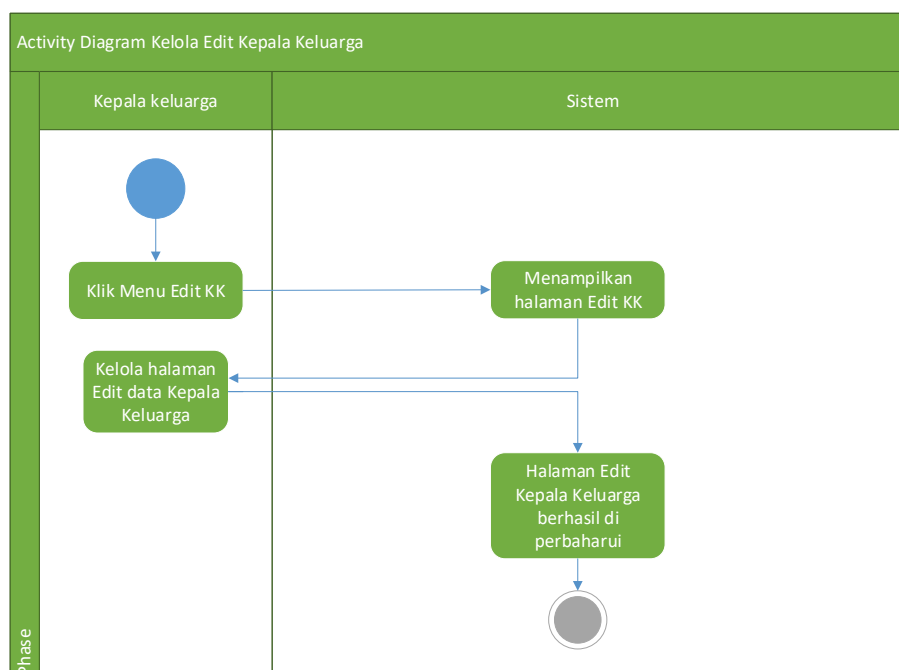 Activity Diagram Kelola Edit Kepala Keluarga
Kepala keluarga
Sistem
Klik Menu Edit KK
Menampilkan
halaman Edit KK
Kelola halaman
Edit data Kepala
Keluarga
Halaman Edit
Kepala Keluarga
berhasil di
perbaharui
Phase